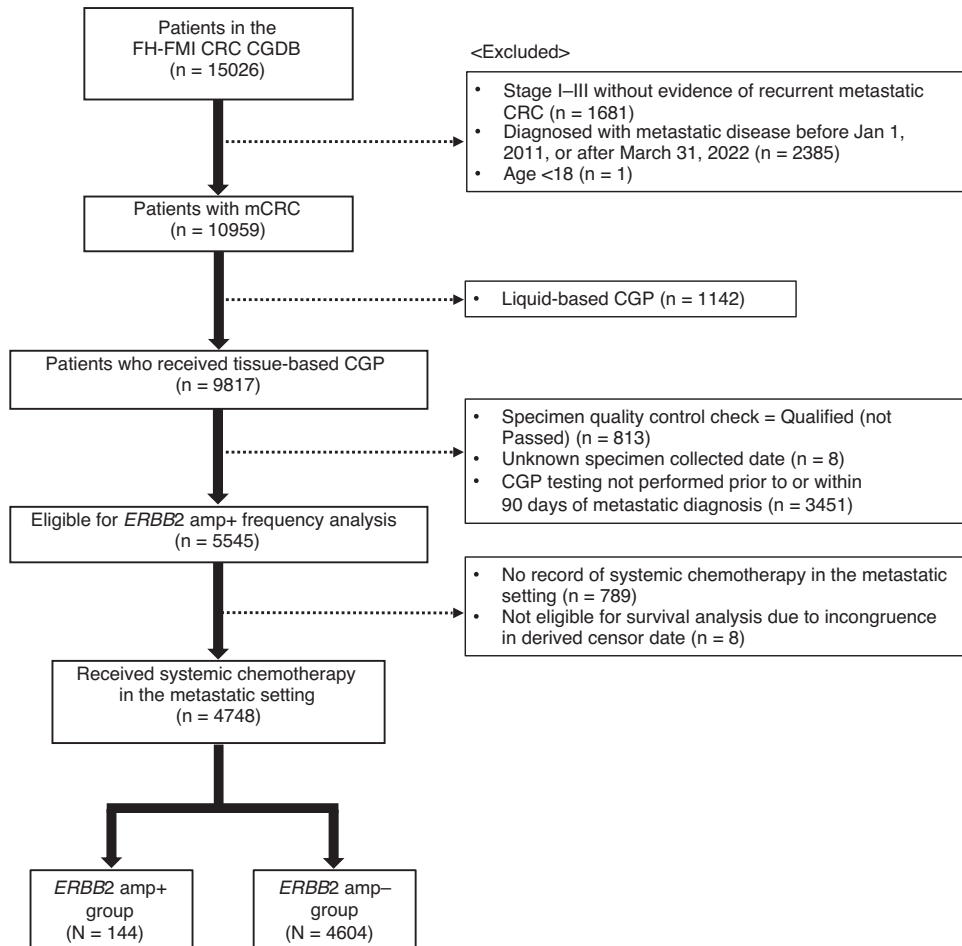 Patients in the
FH-FMI CRC CGDB
(n = 15026)
<Excluded>
• Stage I–III without evidence of recurrent metastatic
CRC (n = 1681)
• Diagnosed with metastatic disease before Jan 1,
2011, or after March 31, 2022 (n = 2385)
• Age <18 (n = 1)
Patients with mCRC
(n = 10959)
• Liquid-based CGP (n = 1142)
Patients who received tissue-based CGP
(n = 9817)
• Specimen quality control check = Qualified (not
Passed) (n = 813)
• Unknown specimen collected date (n = 8)
• CGP testing not performed prior to or within
90 days of metastatic diagnosis (n = 3451)
Eligible for ERBB2 amp+ frequency analysis
(n = 5545)
• No record of systemic chemotherapy in the metastatic
setting (n = 789)
• Not eligible for survival analysis due to incongruence
in derived censor date (n = 8)
Received systemic chemotherapy
in the metastatic setting
(n = 4748)
ERBB2 amp+
group
(N = 144)
ERBB2 amp–
group
(N = 4604)